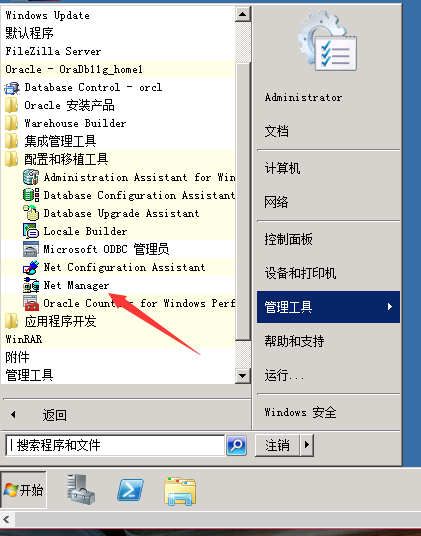 Windows Update
默认程序
FileZilla Server
Oracle - OraDb11g_home1
Database Control - orcl
Oracle 安装产品
Warehouse Builder
集成管理工具
配置和移植工具
Administration Assistant for Win
Database Configuration Assistant
Database Upgrade Assistant
Locale Builder
Microsoft ODBC 管理员
Net Configuration Assistant
Net Manager
Oracle Counter for Windows Perf
应用程序开发
WinRAR
附件
管理工具
返回
搜索程序和文件
Administrator
文档
计算机
网络
控制面板
设备和打印机
管理工具
帮助和支持
运行...
Windows 安全
注销
开始